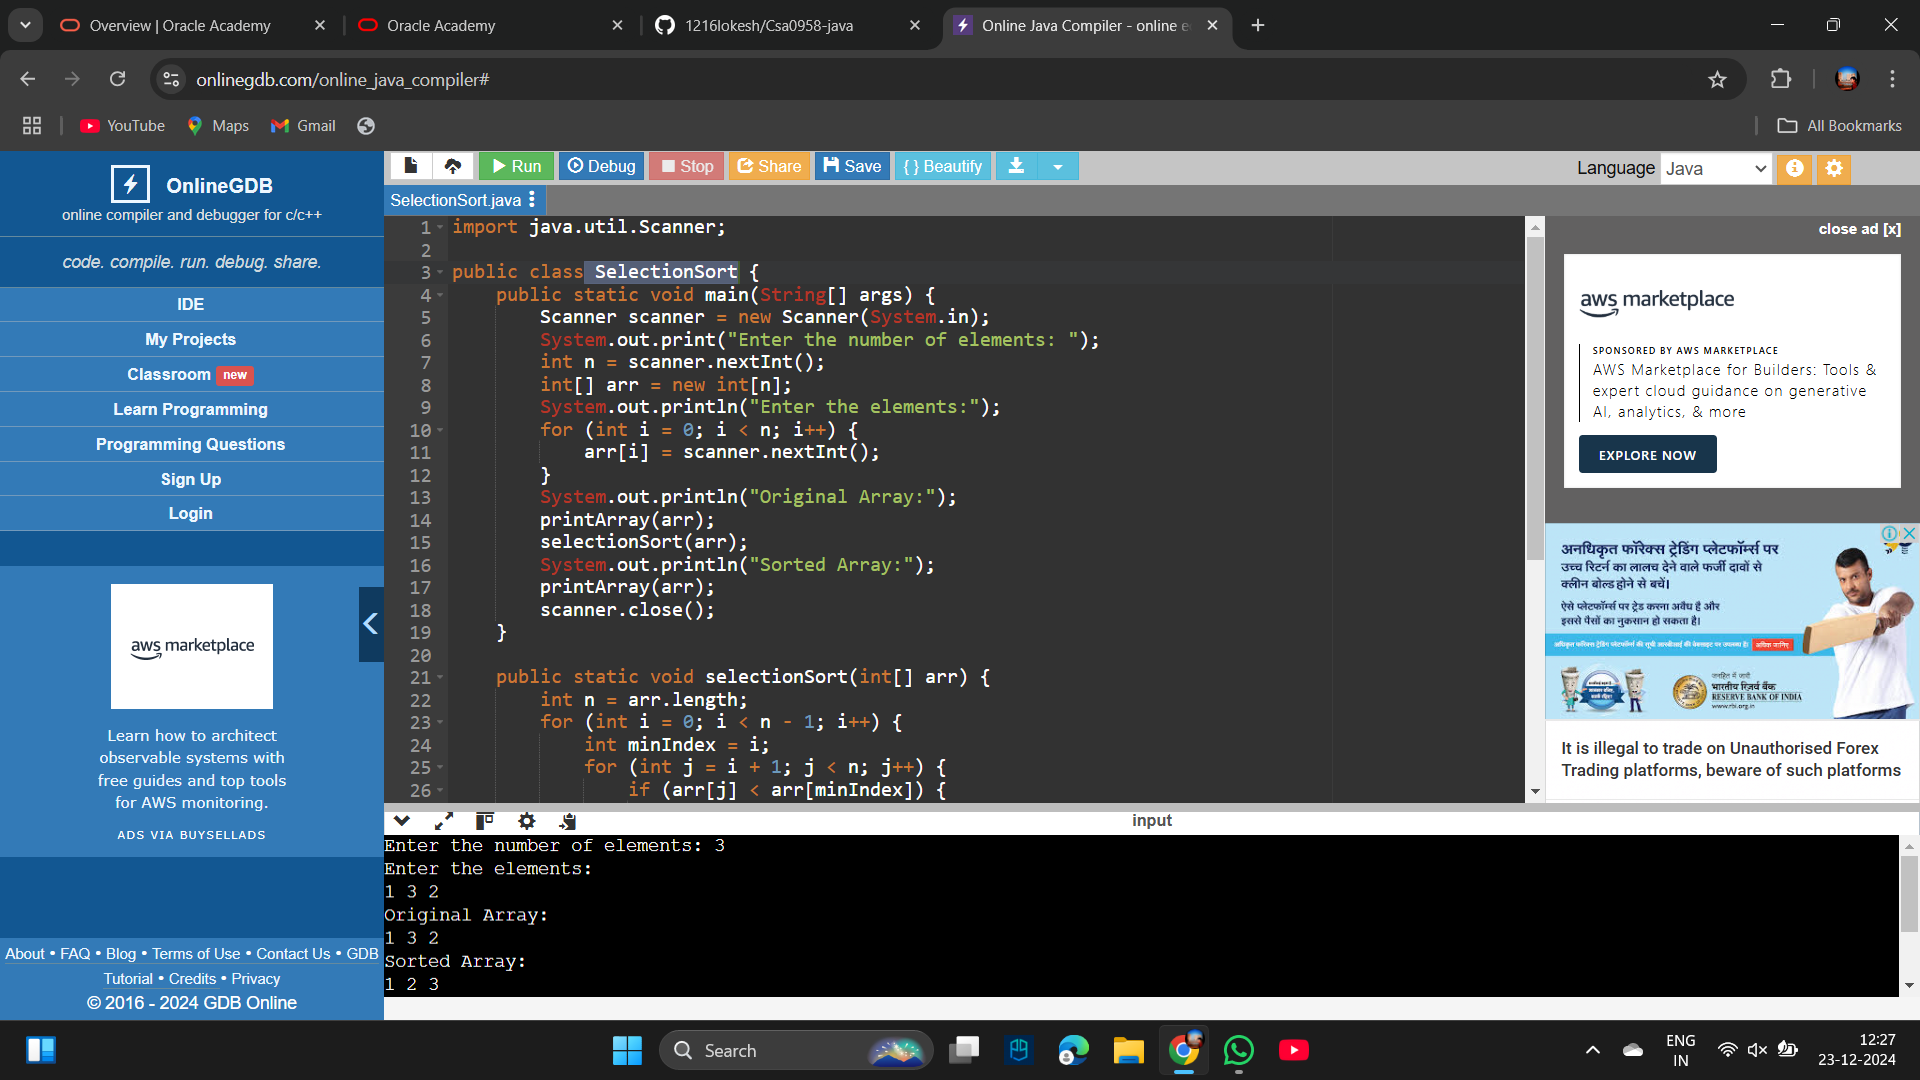 Overview | Oracle Academy
Oracle Academy
1216lokesh/Csa0958-java
Online Java Compiler - online e
onlinegdb.com/online_java_compiler#
YouTube
Maps
Gmail
All Bookmarks
OnlineGDB
online compiler and debugger for c/c++
code. compile. run. debug. share.
IDE
My Projects
Classroom new
Learn Programming
Programming Questions
Sign Up
Login
aws marketplace
Learn how to architect
observable systems with
free guides and top tools
for AWS monitoring.
ADS VIA BUYSELLADS
About • FAQ • Blog • Terms of Use • Contact Us • GDB
Tutorial • Credits • Privacy
© 2016 - 2024 GDB Online
Run
Debug
Stop
Share
Save
{ } Beautify
Language
Java
SelectionSort.java
1 import java.util.Scanner;
2
3 public class SelectionSort {
4 public static void main(String[] args) {
5 Scanner scanner = new Scanner(System.in);
6 System.out.print("Enter the number of elements: ");
7 int n = scanner.nextInt();
8 int[] arr = new int[n];
9 System.out.println("Enter the elements:");
10 for (int i = 0; i < n; i++) {
11 arr[i] = scanner.nextInt();
12 }
13 System.out.println("Original Array:");
14 printArray(arr);
15 selectionSort(arr);
16 System.out.println("Sorted Array:");
17 printArray(arr);
18 scanner.close();
19 }
20
21 public static void selectionSort(int[] arr) {
22 int n = arr.length;
23 for (int i = 0; i < n - 1; i++) {
24 int minIndex = i;
25 for (int j = i + 1; j < n; j++) {
26 if (arr[j] < arr[minIndex]) {
close ad [x]
aws marketplace
SPONSORED BY AWS MARKETPLACE
AWS Marketplace for Builders: Tools &
expert cloud guidance on generative
AI, analytics, & more
EXPLORE NOW
अनधिकृत फॉरेक्स ट्रेडिंग प्लेटफॉर्म्स पर
उच्च रिटर्न का लालच देने वाले फर्जी दावों से
क्लीन बोल्ड होने से बचें।
ऐसे प्लेटफॉर्म्स पर ट्रेड करना अवैध है और
इससे पैसों का नुकसान हो सकता है।
अधिक जानिए
जनहित में जारी
भारतीय रिज़र्व बैंक
RESERVE BANK OF INDIA
www.rbi.org.in
It is illegal to trade on Unauthorised Forex
Trading platforms, beware of such platforms
input
Enter the number of elements: 3
Enter the elements:
1 3 2
Original Array:
1 3 2
Sorted Array:
1 2 3
Search
ENG
IN
12:27
23-12-2024